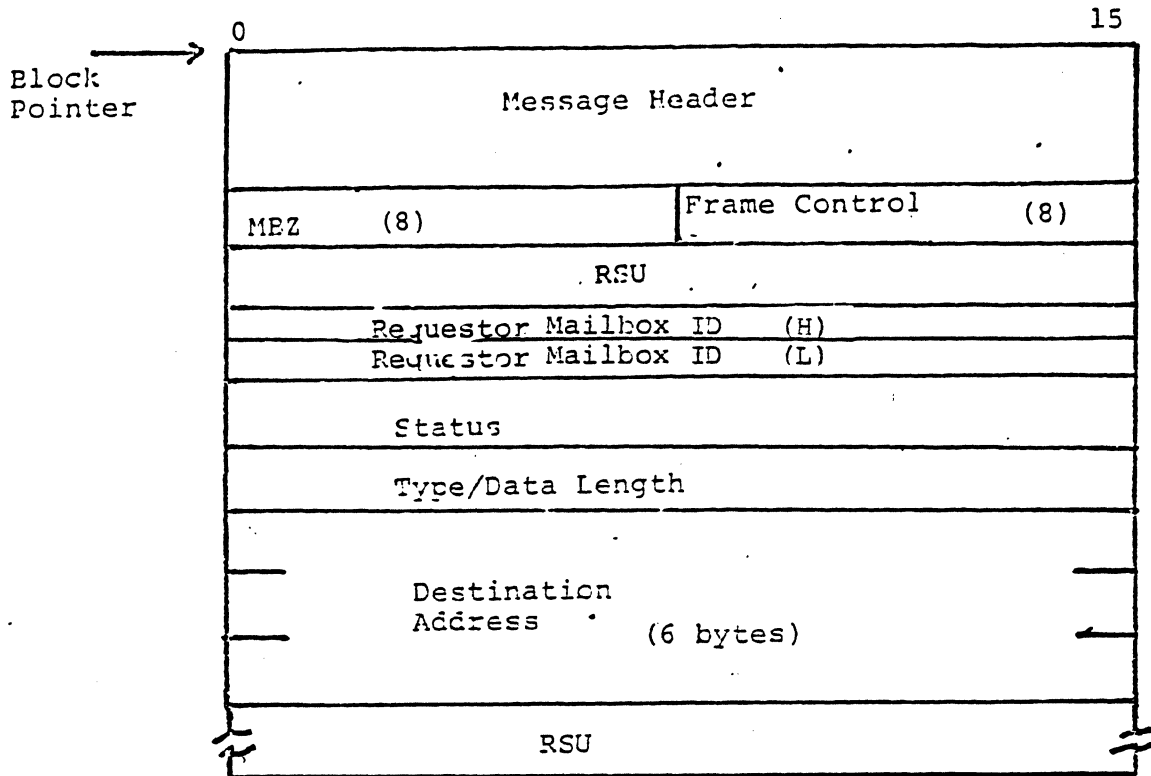 0 15
Block
Pointer
Message Header
MBZ (8) Frame Control (8)
RSU
Requestor Mailbox ID (H)
Requestor Mailbox ID (L)
Status
Type/Data Length
Destination
Address (6 bytes)
RSU